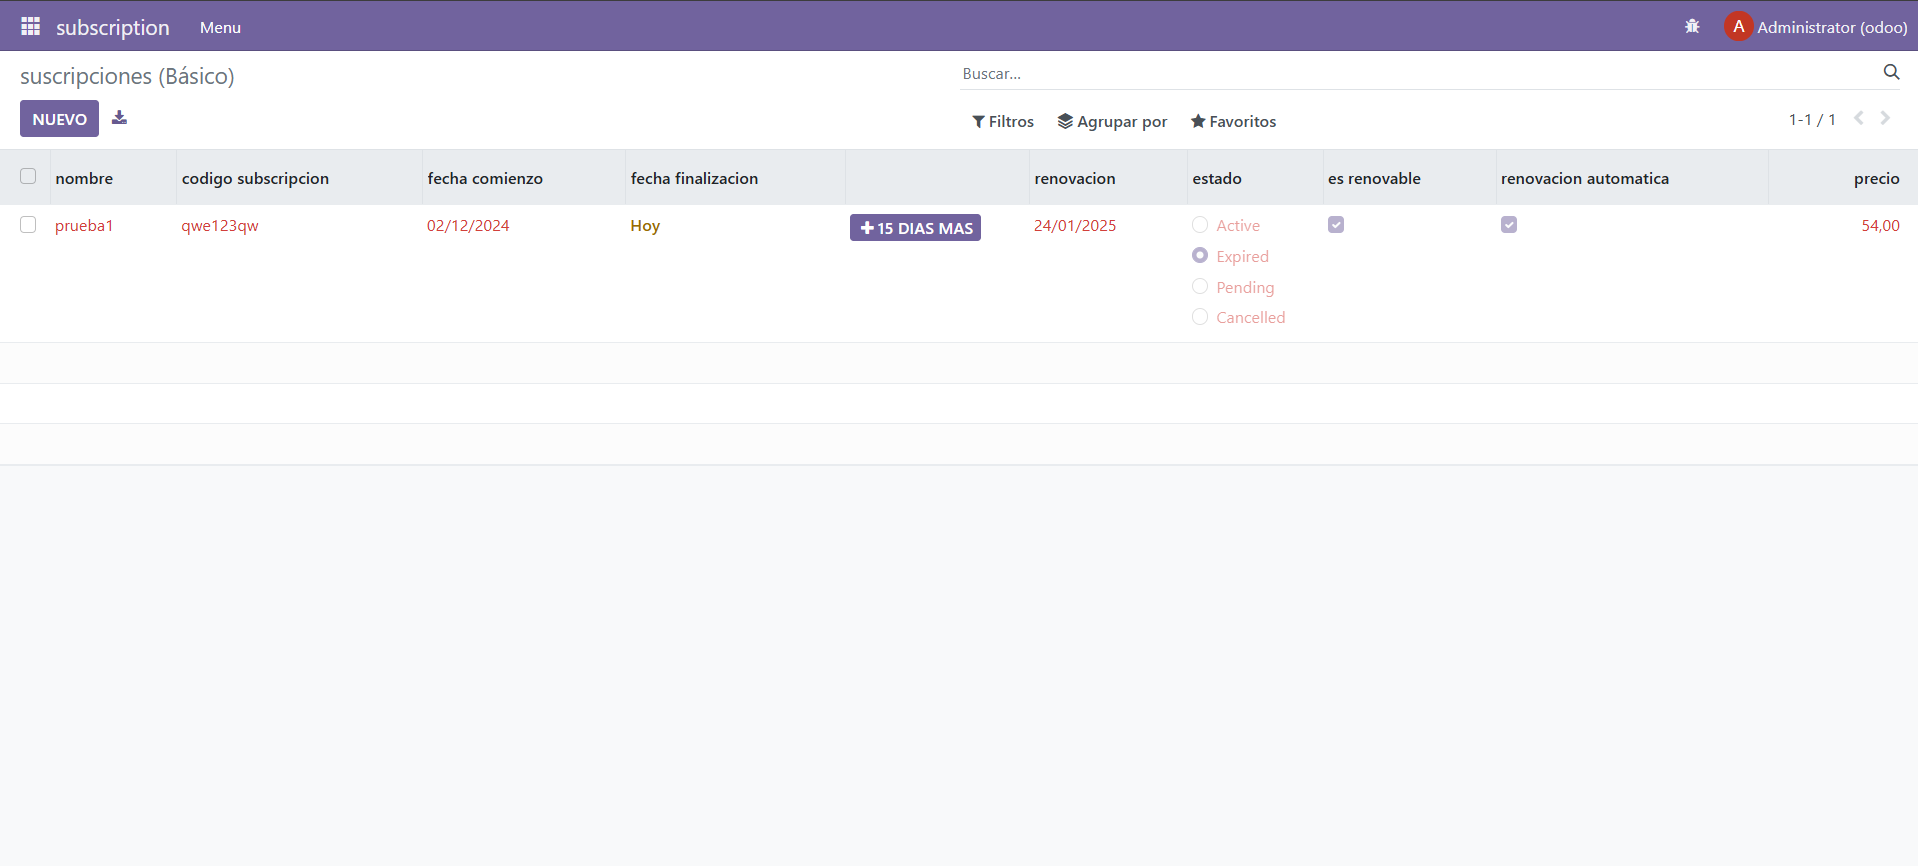 subscription Menu A Administrator (odoo)
suscripciones (Básico) Buscar...
NUEVO Filtros Agrupar por Favoritos 1-1 / 1
nombre codigo subscripcion fecha comienzo fecha finalizacion renovacion estado es renovable renovacion automatica precio
prueba1 qwe123qw 02/12/2024 Hoy +15 DIAS MAS 24/01/2025 Active 54,00
Expired
Pending
Cancelled